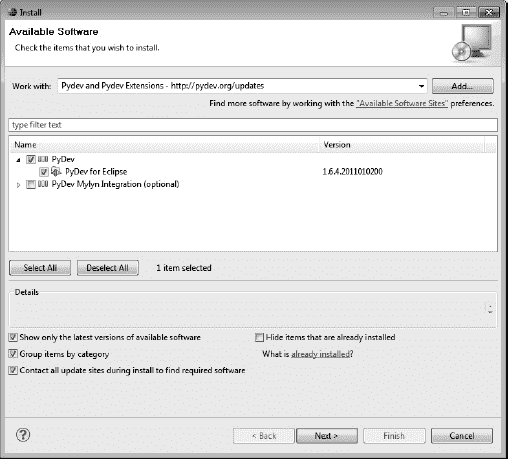 Install
Available Software
Check the items that you wish to install.
Work with: Pydev and Pydev Extensions - http://pydev.org/updates Add...
Find more software by working with the "Available Software Sites" preferences.
type filter text
Name Version
PyDev
PyDev for Eclipse 1.6.4.2011010200
PyDev Mylyn Integration (optional)
Select All Deselect All 1 item selected
Details
Show only the latest versions of available software Hide items that are already installed
Group items by category What is already installed?
Contact all update sites during install to find required software
? < Back Next > Finish Cancel